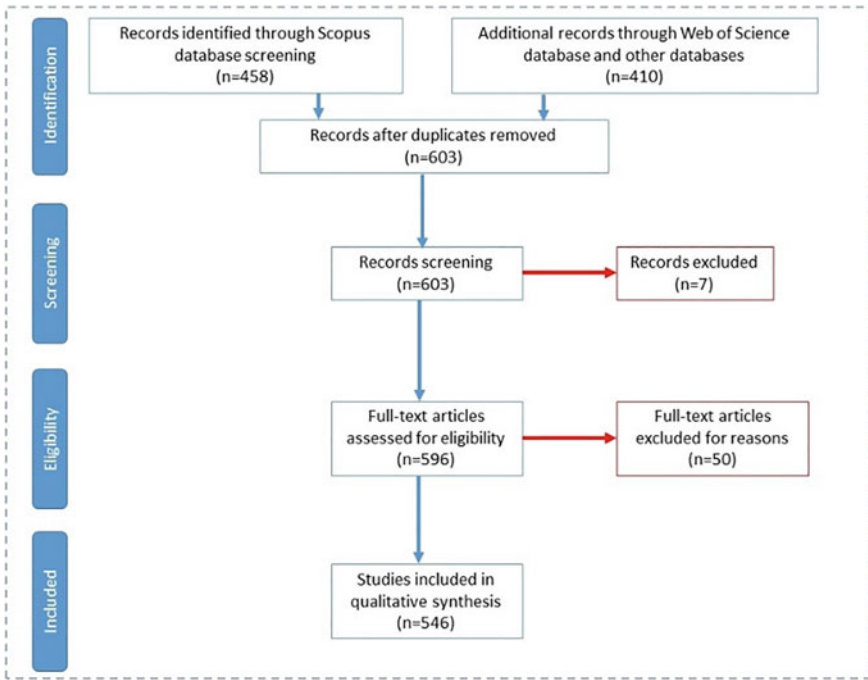 Identification
Records identified through Scopus
database screening
(n=458)
Additional records through Web of Science
database and other databases
(n=410)
Records after duplicates removed
(n=603)
Screening
Records screening
(n=603)
Records excluded
(n=7)
Eligibility
Full-text articles
assessed for eligibility
(n=596)
Full-text articles
excluded for reasons
(n=50)
Included
Studies included in
qualitative synthesis
(n=546)